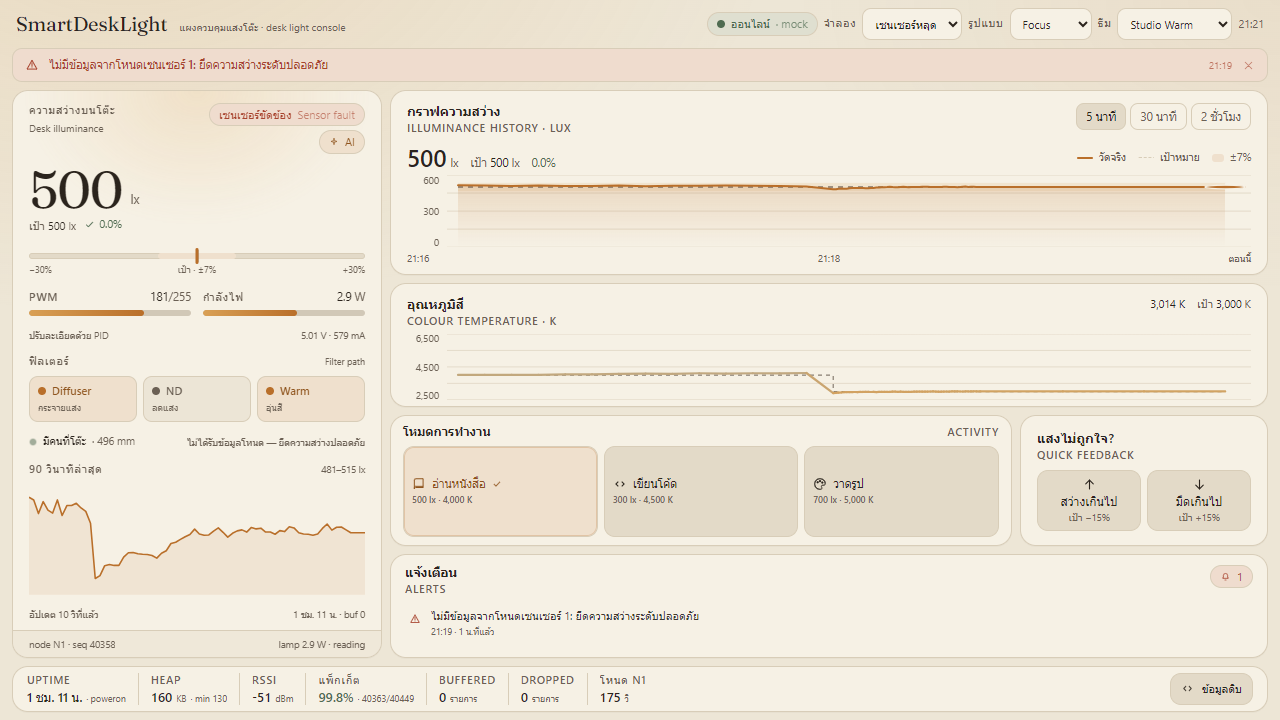 SmartDeskLight แผงควบคุมแสงโต๊ะ · desk light console
ออนไลน์ · mock จำลอง เซนเซอร์หลุด รูปแบบ Focus ธีม Studio Warm 21:21
ไม่มีข้อมูลจากโหนดเซนเซอร์ 1: ยึดความสว่างระดับปลอดภัย 21:19
ความสว่างบนโต๊ะ
Desk illuminance
เซนเซอร์ขัดข้อง Sensor fault
AI
500 lx
เป้า 500 lx 0.0%
−30% เป้า · ±7% +30%
PWM 181/255 กำลังไฟ 2.9 W
ปรับละเอียดด้วย PID 5.01 V · 579 mA
ฟิลเตอร์ Filter path
Diffuser ND Warm
กระจายแสง ลดแสง อุ่นสี
มีคนที่โต๊ะ · 496 mm ไม่ได้รับข้อมูลโหนด — ยึดความสว่างปลอดภัย
90 วินาทีล่าสุด 481–515 lx
อัปเดต 10 วิที่แล้ว 1 ชม. 11 น. · buf 0
node N1 · seq 40358 lamp 2.9 W · reading
กราฟความสว่าง
ILLUMINANCE HISTORY · LUX
5 นาที 30 นาที 2 ชั่วโมง
500 lx เป้า 500 lx 0.0%
วัดจริง เป้าหมาย ±7%
600
300
0
21:16 21:18 ตอนนี้
อุณหภูมิสี
COLOUR TEMPERATURE · K
3,014 K เป้า 3,000 K
6,500
4,500
2,500
โหมดการทำงาน ACTIVITY
อ่านหนังสือ
500 lx · 4,000 K
เขียนโค้ด
300 lx · 4,500 K
วาดรูป
700 lx · 5,000 K
แสงไม่ถูกใจ?
QUICK FEEDBACK
สว่างเกินไป
เป้า −15%
มืดเกินไป
เป้า +15%
แจ้งเตือน
ALERTS
1
ไม่มีข้อมูลจากโหนดเซนเซอร์ 1: ยึดความสว่างระดับปลอดภัย
21:19 · 1 น.ที่แล้ว
UPTIME HEAP RSSI แพ็กเก็ต BUFFERED DROPPED โหนด N1
1 ชม. 11 น. · poweron 160 KB · min 130 -51 dBm 99.8% · 40363/40449 0 รายการ 0 รายการ 175 วิ
ข้อมูลดิบ